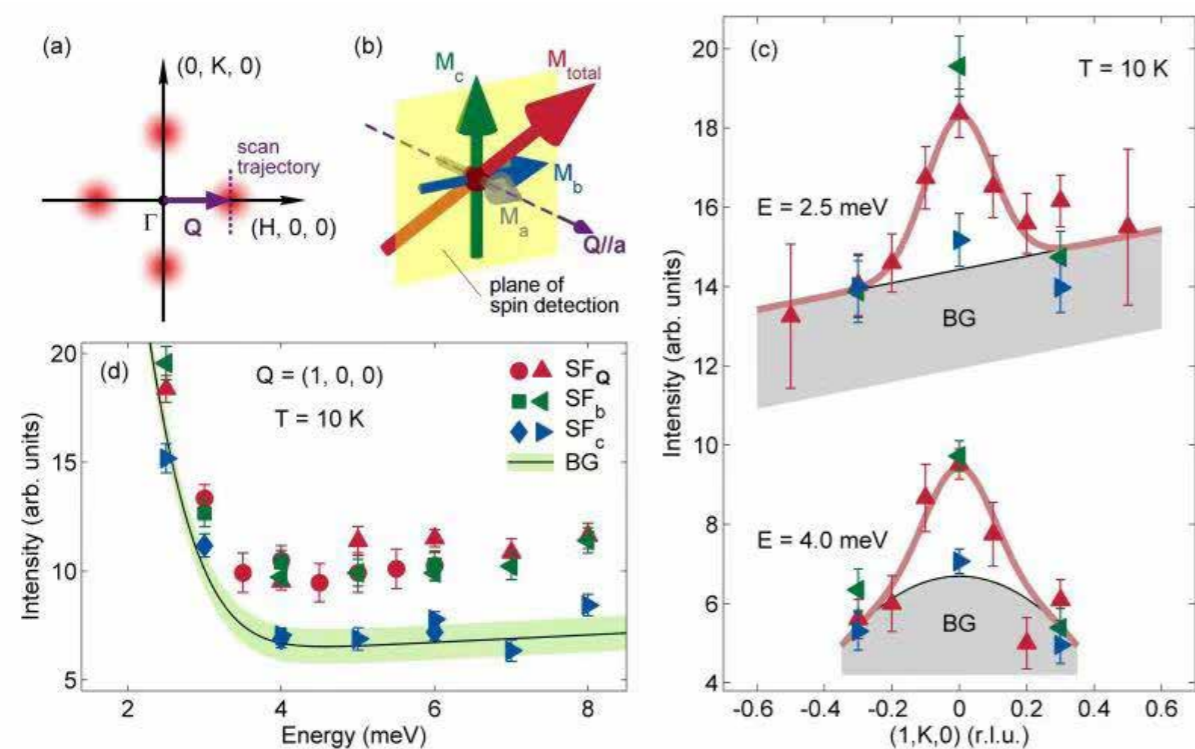 (a)
(0, K, 0)
scan
trajectory
Γ
Q
(H, 0, 0)
(b)
M_c
M_total
M_b
M_a
Q//a
plane of
spin detection
(c)
T = 10 K
20
18
16
14
12
10
8
6
4
E = 2.5 meV
BG
E = 4.0 meV
BG
Intensity (arb. units)
-0.6 -0.4 -0.2 0 0.2 0.4 0.6
(1,K,0) (r.l.u.)
(d)
Q = (1, 0, 0)
T = 10 K
SF_Q
SF_b
SF_c
BG
20
15
10
5
Intensity (arb. units)
2 4 6 8
Energy (meV)